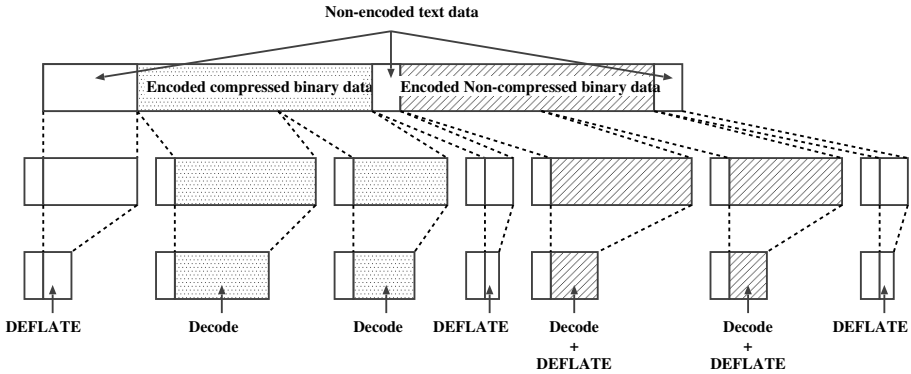 Non-encoded text data
Encoded compressed binary data
Encoded Non-compressed binary data
DEFLATE
Decode
Decode
DEFLATE
Decode
+
DEFLATE
Decode
+
DEFLATE
DEFLATE